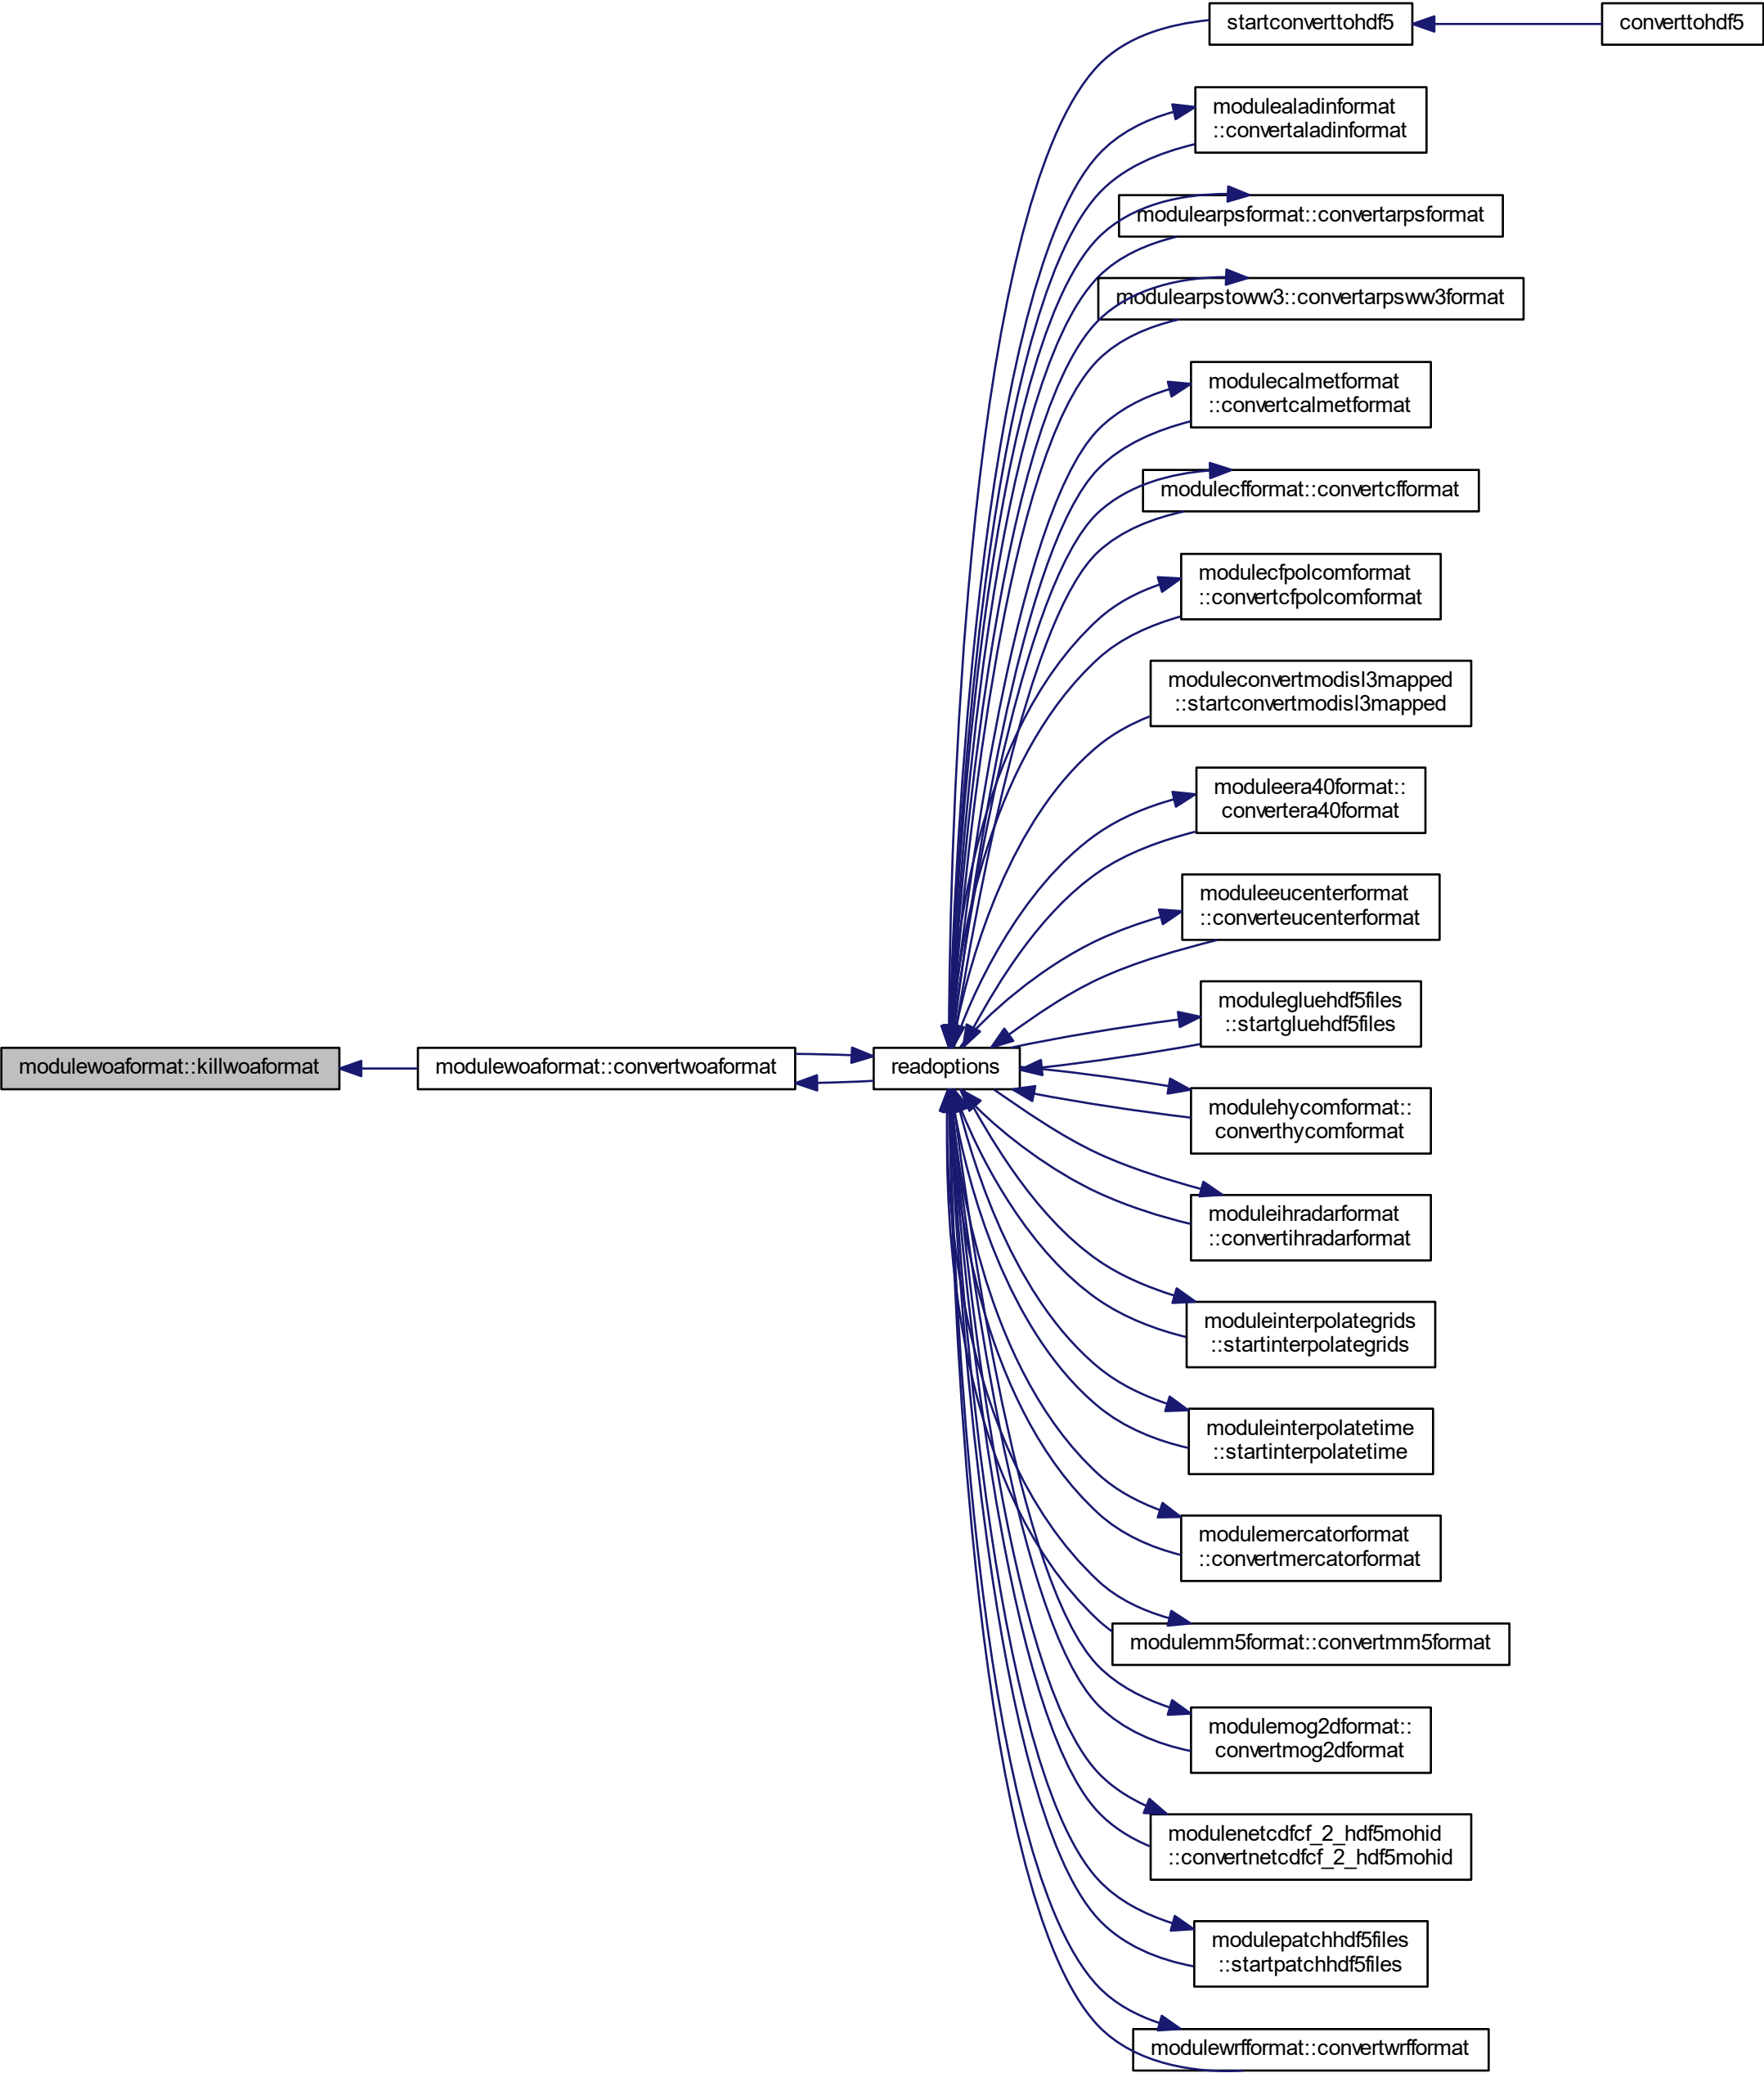 startconverttohdf5
converttohdf5
modulealadinformat
::convertaladinformat
modulearpsformat::convertarpsformat
modulearpstoww3::convertarpsww3format
modulecalmetformat
::convertcalmetformat
modulecfformat::convertcfformat
modulecfpolcomformat
::convertcfpolcomformat
moduleconvertmodisl3mapped
::startconvertmodisl3mapped
moduleera40format::
convertera40format
moduleeucenterformat
::converteucenterformat
modulegluehdf5files
::startgluehdf5files
modulewoaformat::killwoaformat
modulewoaformat::convertwoaformat
readoptions
modulehycomformat::
converthycomformat
moduleihradarformat
::convertihradarformat
moduleinterpolategrids
::startinterpolategrids
moduleinterpolatetime
::startinterpolatetime
modulemercatorformat
::convertmercatorformat
modulemm5format::convertmm5format
modulemog2dformat::
convertmog2dformat
modulenetcdfcf_2_hdf5mohid
::convertnetcdfcf_2_hdf5mohid
modulepatchhdf5files
::startpatchhdf5files
modulewrfformat::convertwrfformat